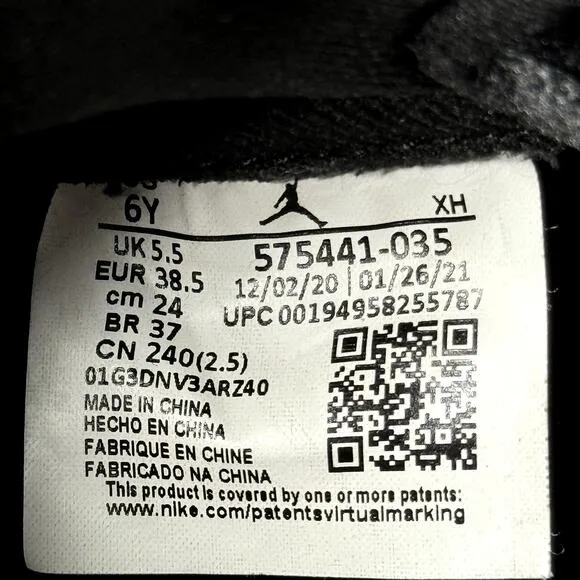 6Y
XH
UK 5.5
575441-035
EUR 38.5
12/02/20 | 01/26/21
cm 24
UPC 00194958255787
BR 37
CN 240(2.5)
01G3DNV3ARZ40
MADE IN CHINA
HECHO EN CHINA
FABRIQUE EN CHINE
FABRICADO NA CHINA
This product is covered by one or more patents:
www.nike.com/patentsvirtualmarking